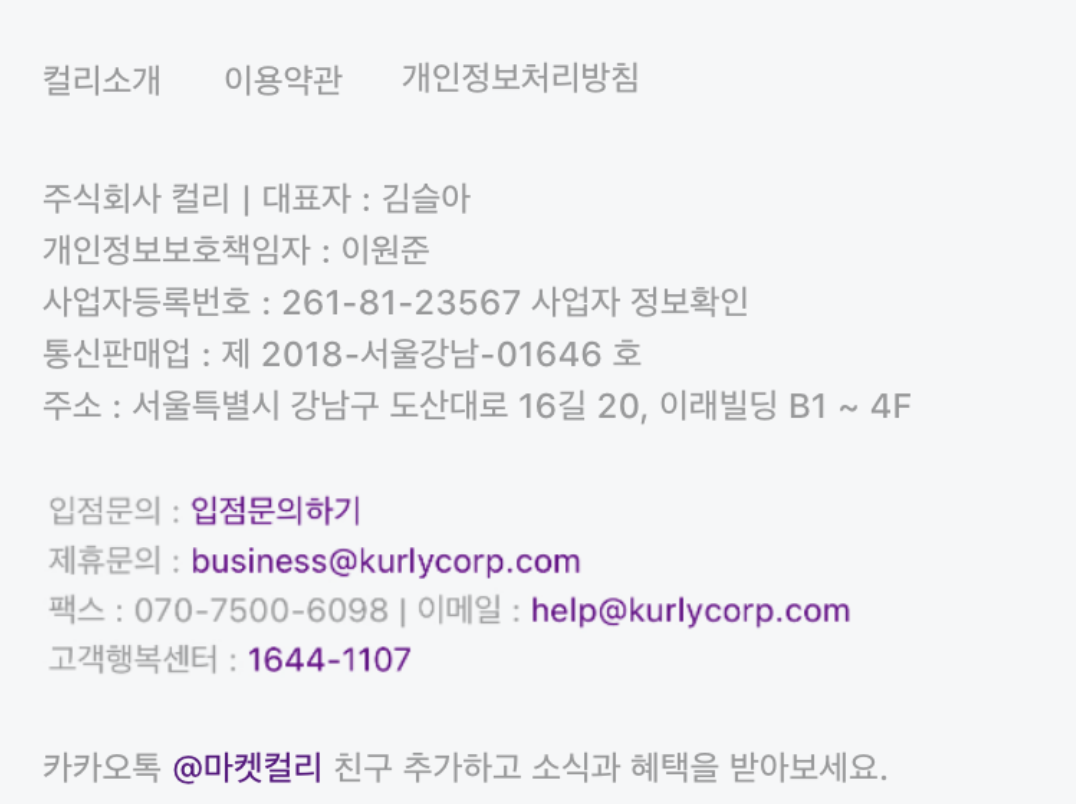 컬리소개 이용약관 개인정보처리방침
주식회사 컬리 | 대표자 : 김슬아
개인정보보호책임자 : 이원준
사업자등록번호 : 261-81-23567 사업자 정보확인
통신판매업 : 제 2018-서울강남-01646 호
주소 : 서울특별시 강남구 도산대로 16길 20, 이래빌딩 B1 ~ 4F
입점문의 : 입점문의하기
제휴문의 : business@kurlycorp.com
팩스 : 070-7500-6098 | 이메일 : help@kurlycorp.com
고객행복센터 : 1644-1107
카카오톡 @마켓컬리 친구 추가하고 소식과 혜택을 받아보세요.